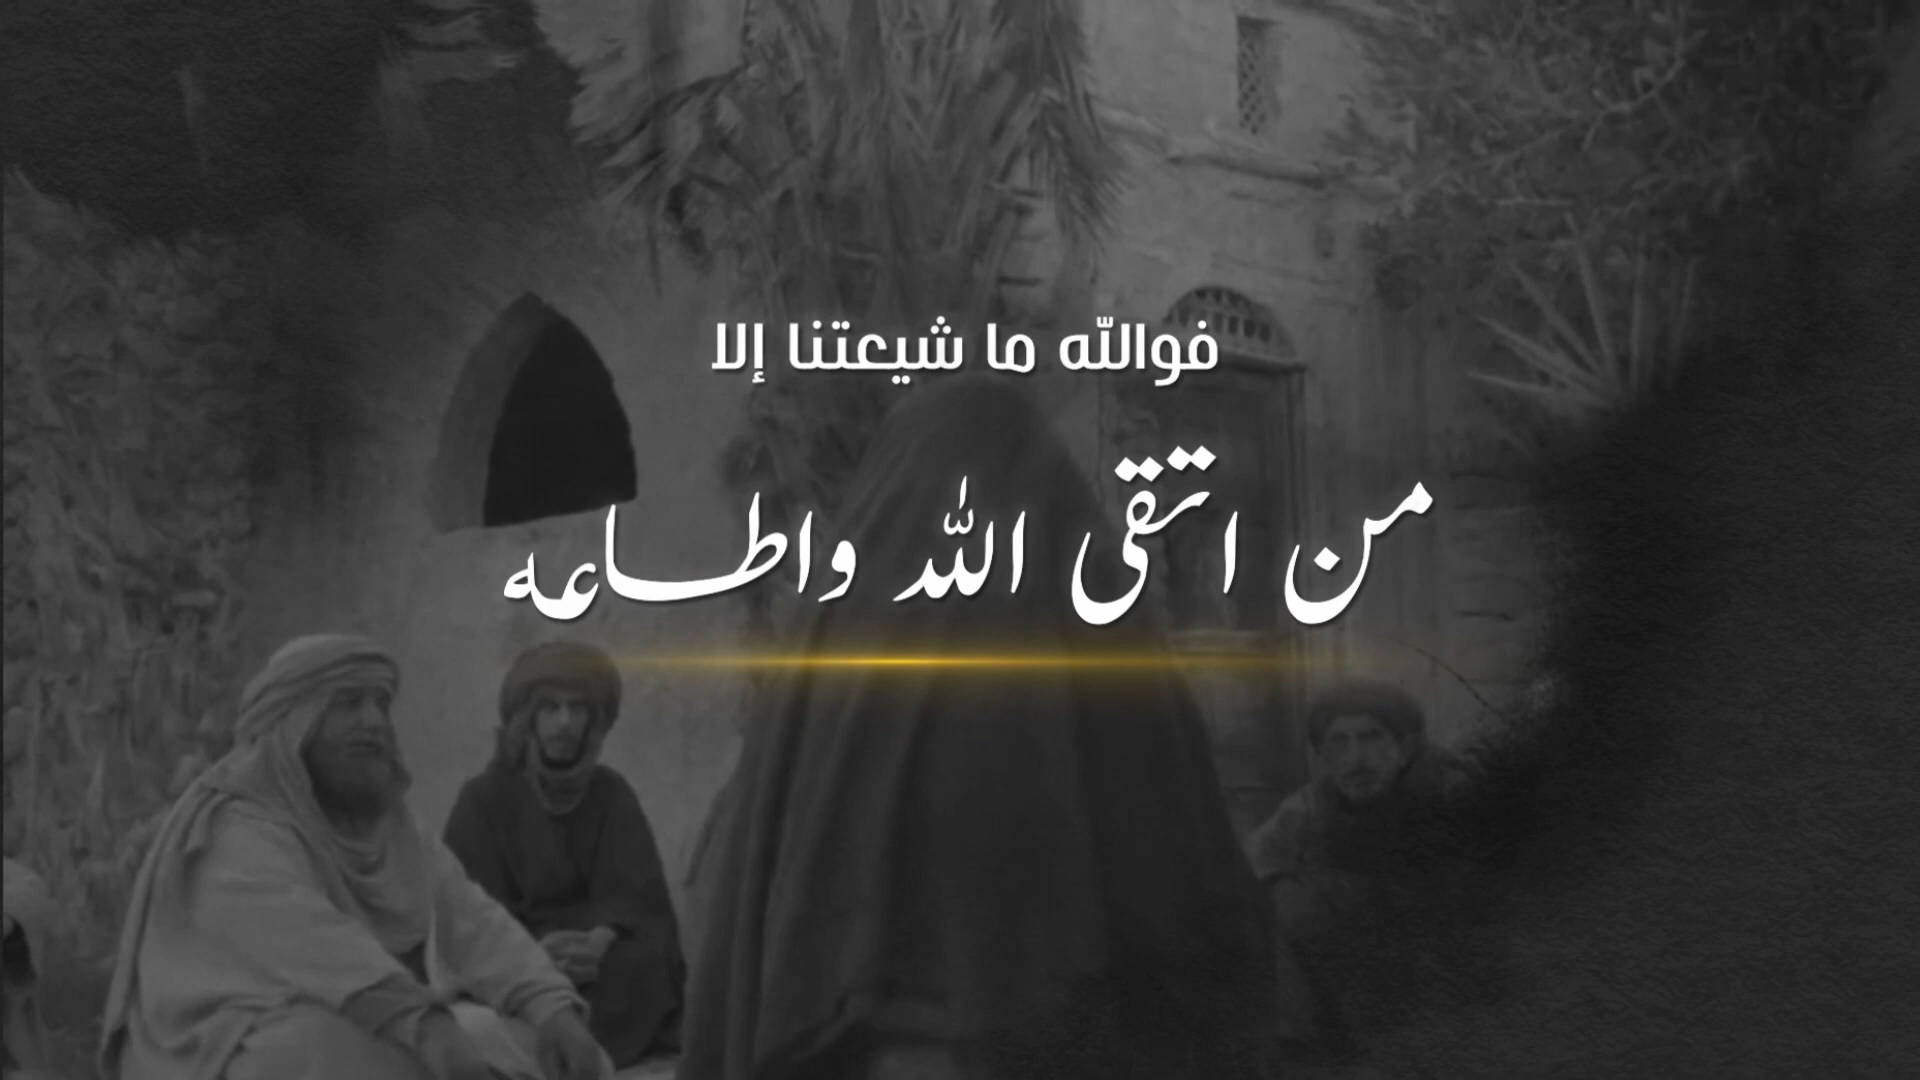 فوالله ما شيعتنا إلا
من اتقى الله واطاعه